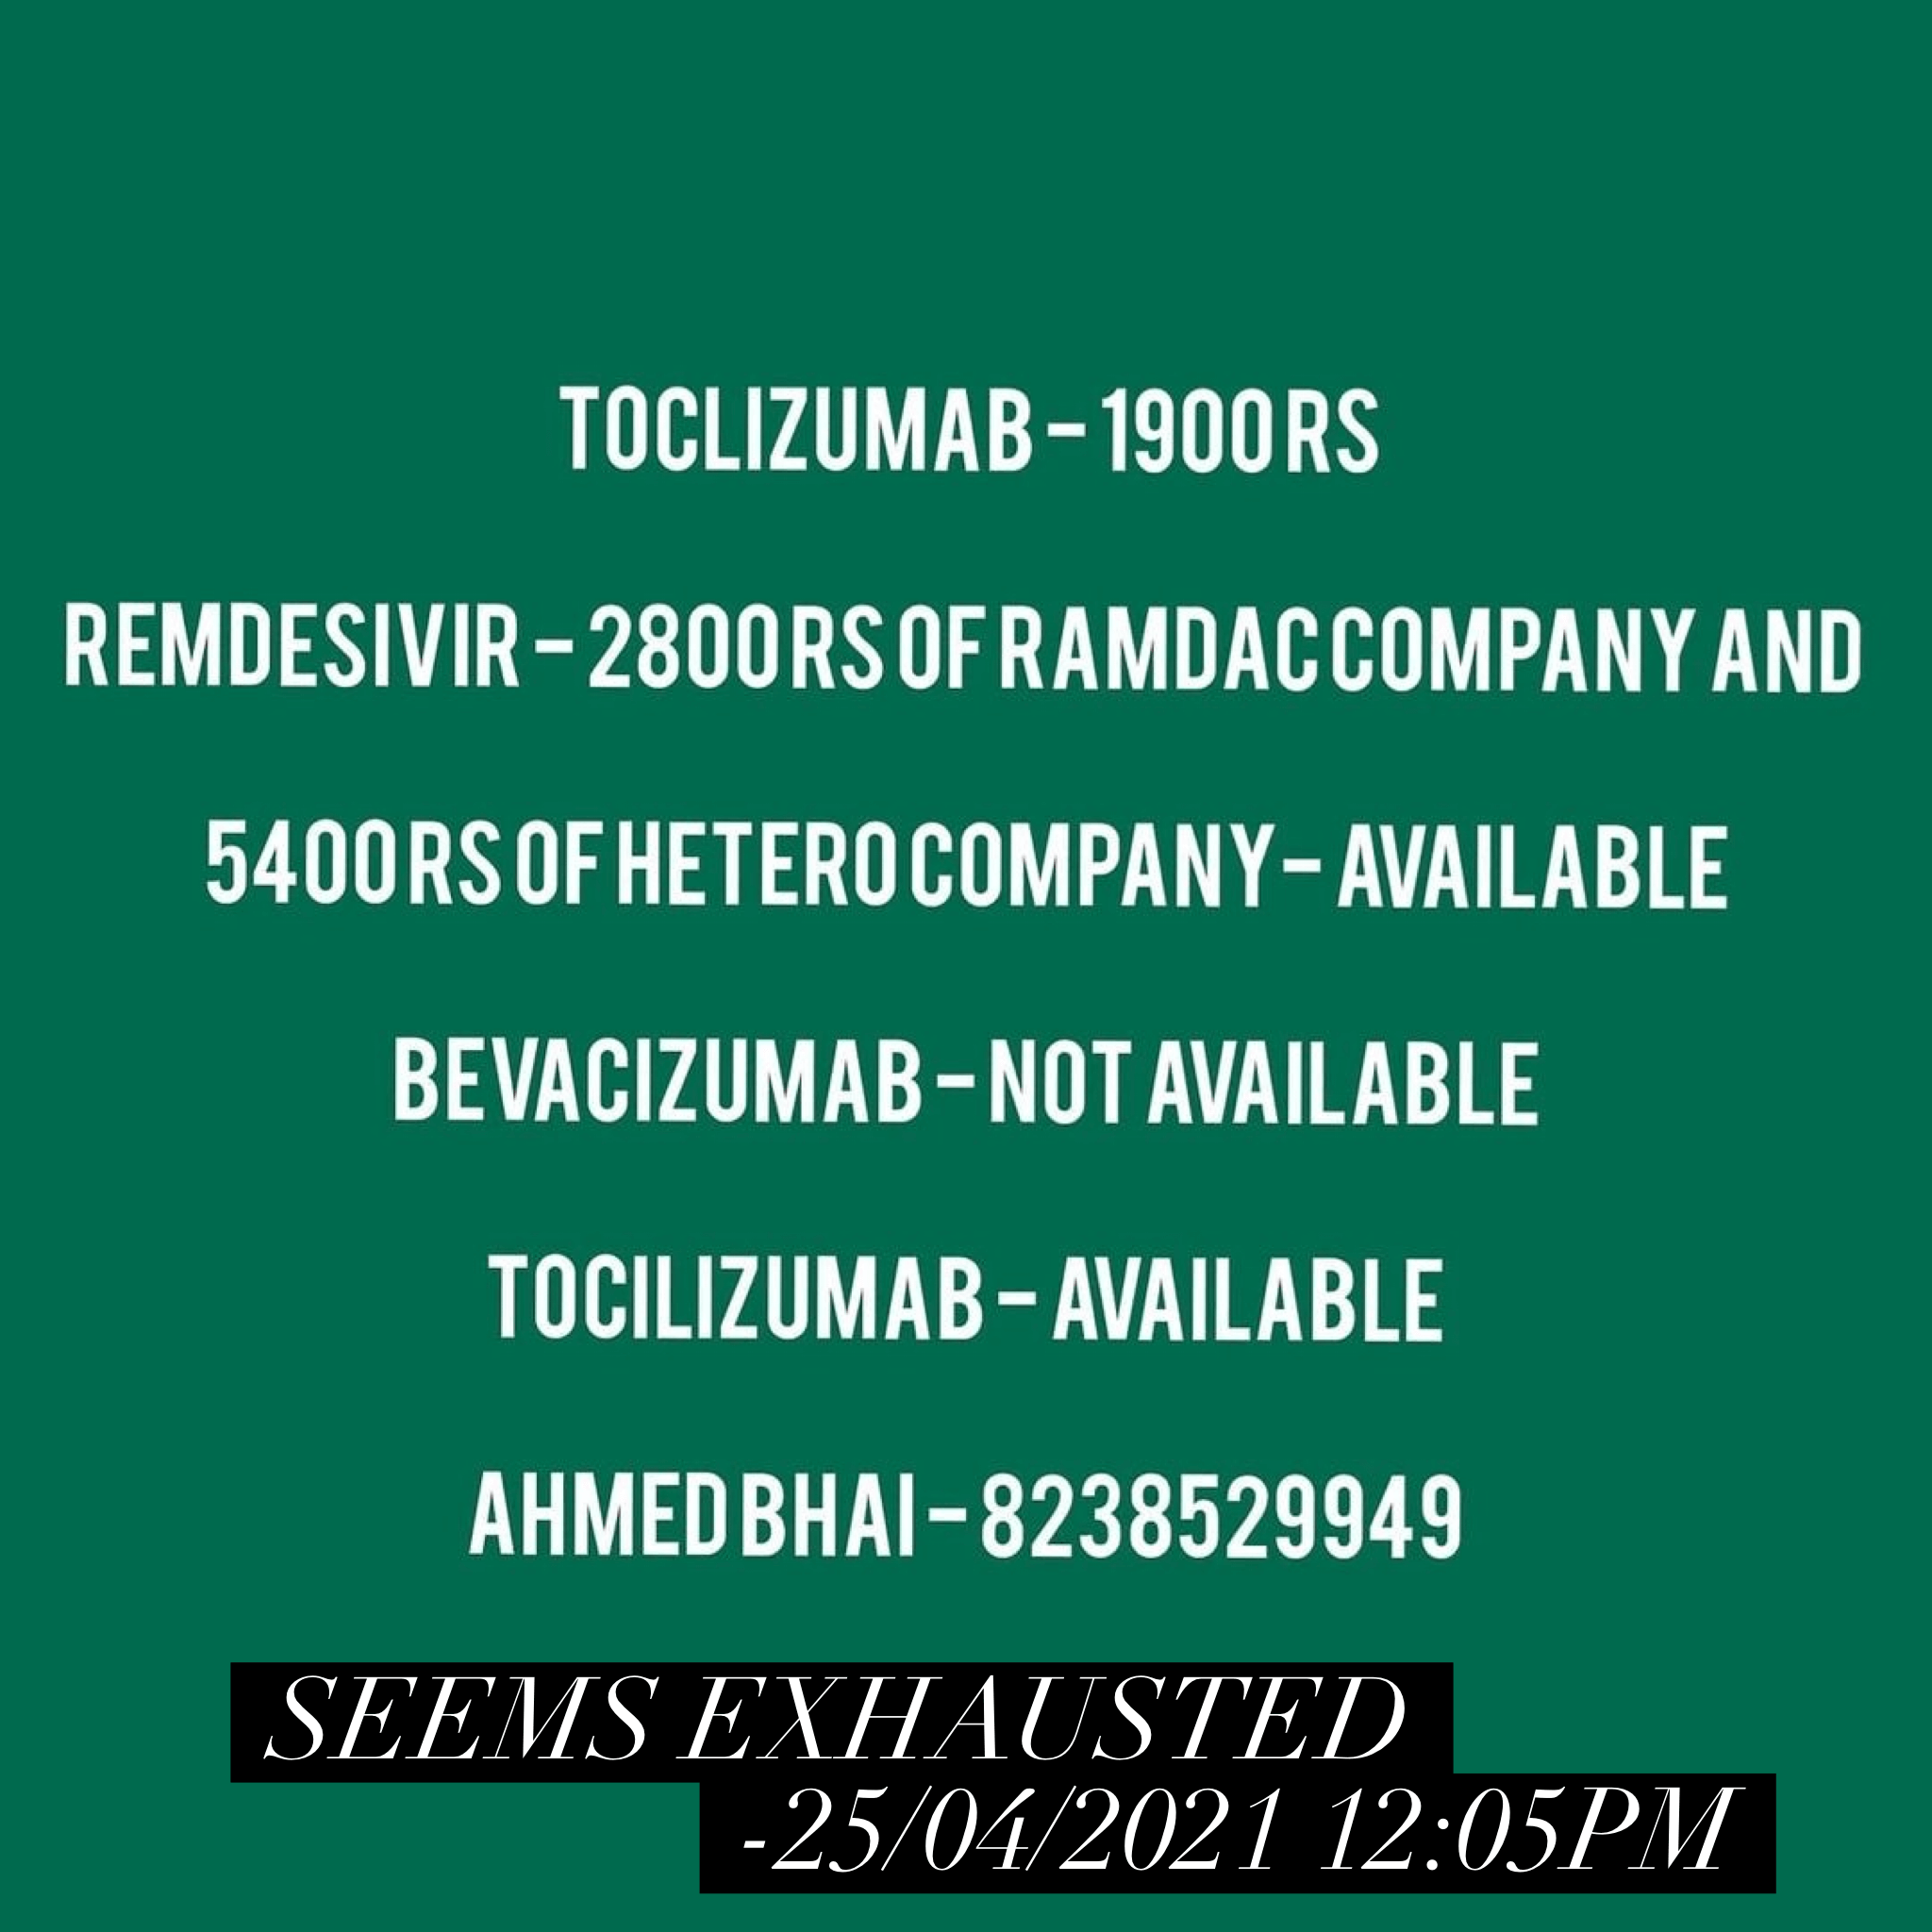 TOCLIZUMAB - 1900 RS
REMDESIVIR - 2800 RS OF RAMDAC COMPANY AND
5400 RS OF HETERO COMPANY - AVAILABLE
BEVACIZUMAB - NOT AVAILABLE
TOCILIZUMAB - AVAILABLE
AHMED BHAI - 8238529949
SEEMS EXHAUSTED
-25/04/2021 12:05PM